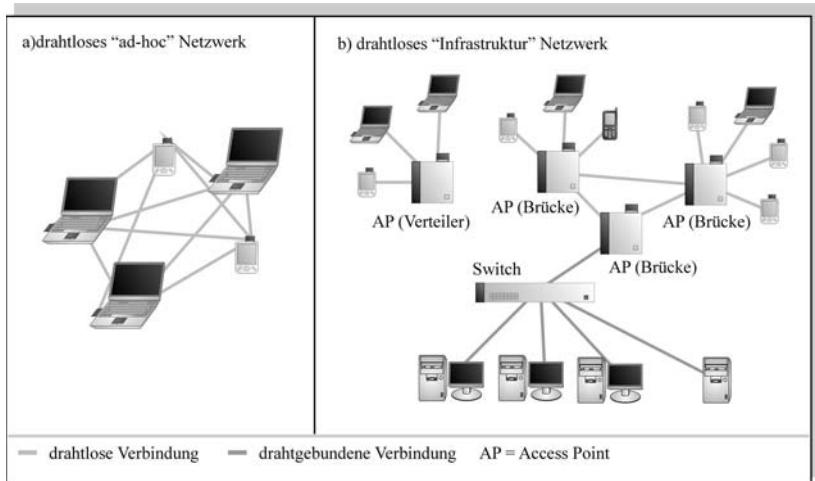 a)drahtloses “ad-hoc” Netzwerk
b) drahtloses “Infrastruktur” Netzwerk
AP (Verteiler)
AP (Brücke)
AP (Brücke)
AP (Brücke)
Switch
drahtlose Verbindung
drahtgebundene Verbindung
AP = Access Point